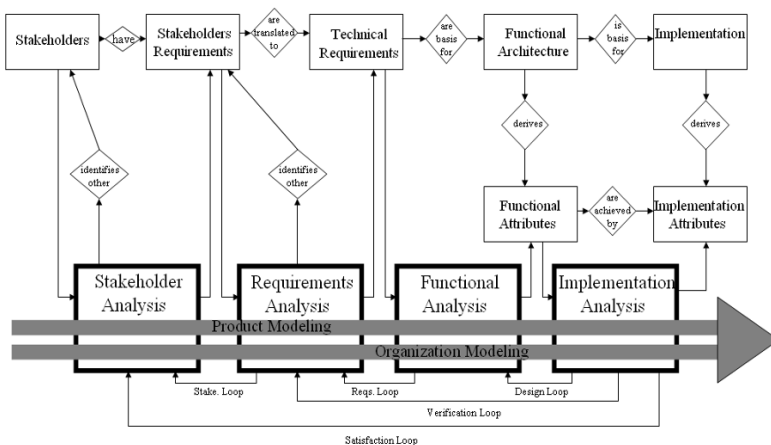 Stakeholders
have
Stakeholders
Requirements
are
translated
to
Technical
Requirements
are
basis
for
Functional
Architecture
is
basis
for
Implementation
derives
derives
identifies
other
identifies
other
Functional
Attributes
are
achieved
by
Implementation
Attributes
Stakeholder
Analysis
Requirements
Analysis
Functional
Analysis
Implementation
Analysis
Product Modeling
Organization Modeling
Stake. Loop
Reqs. Loop
Design Loop
Verification Loop
Satisfaction Loop